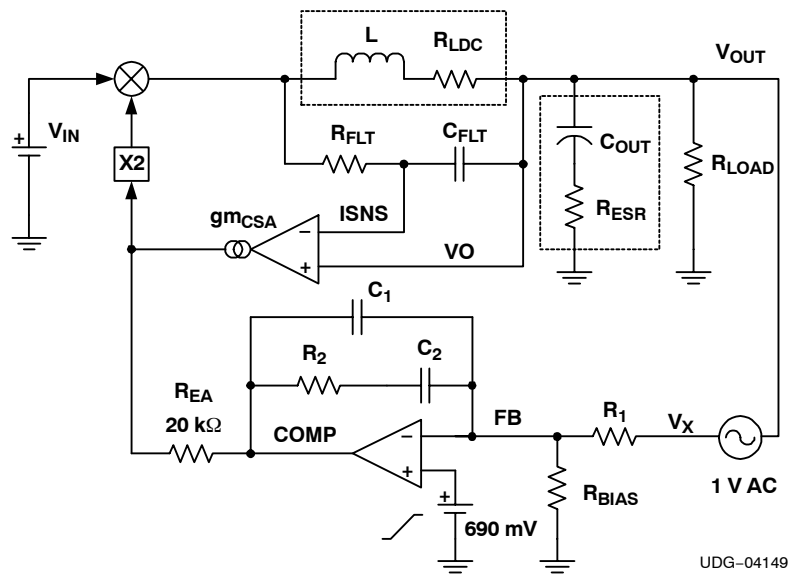 L
R_LDC
V_OUT
+
V_IN
X2
R_FLT
C_FLT
C_OUT
R_LOAD
R_ESR
gm_CSA
ISNS
−
VO
+
C_1
R_2
C_2
R_EA
20 kΩ
COMP
FB
R_1
V_X
−
+
+
690 mV
R_BIAS
1 V AC
UDG−04149